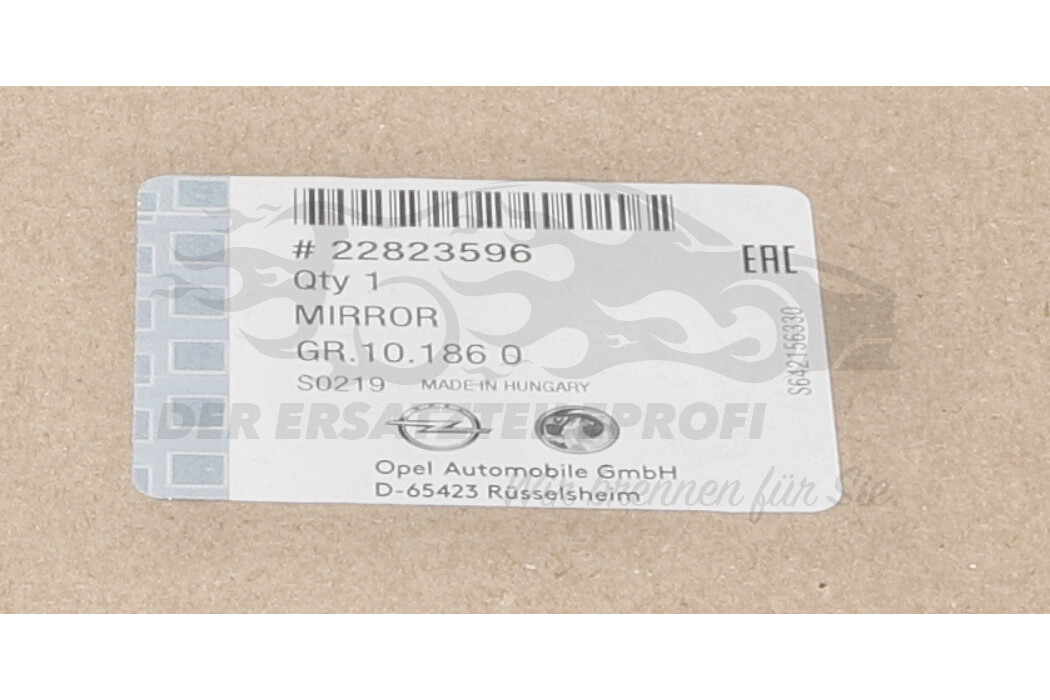 # 22823596
Qty 1
MIRROR
GR.10.186 0
S0219 MADE IN HUNGARY
Opel Automobile GmbH
D-65423 Rüsselsheim
EAC
S642156330
DER ERSATZTEILEPROFI
Wir brennen für Sie